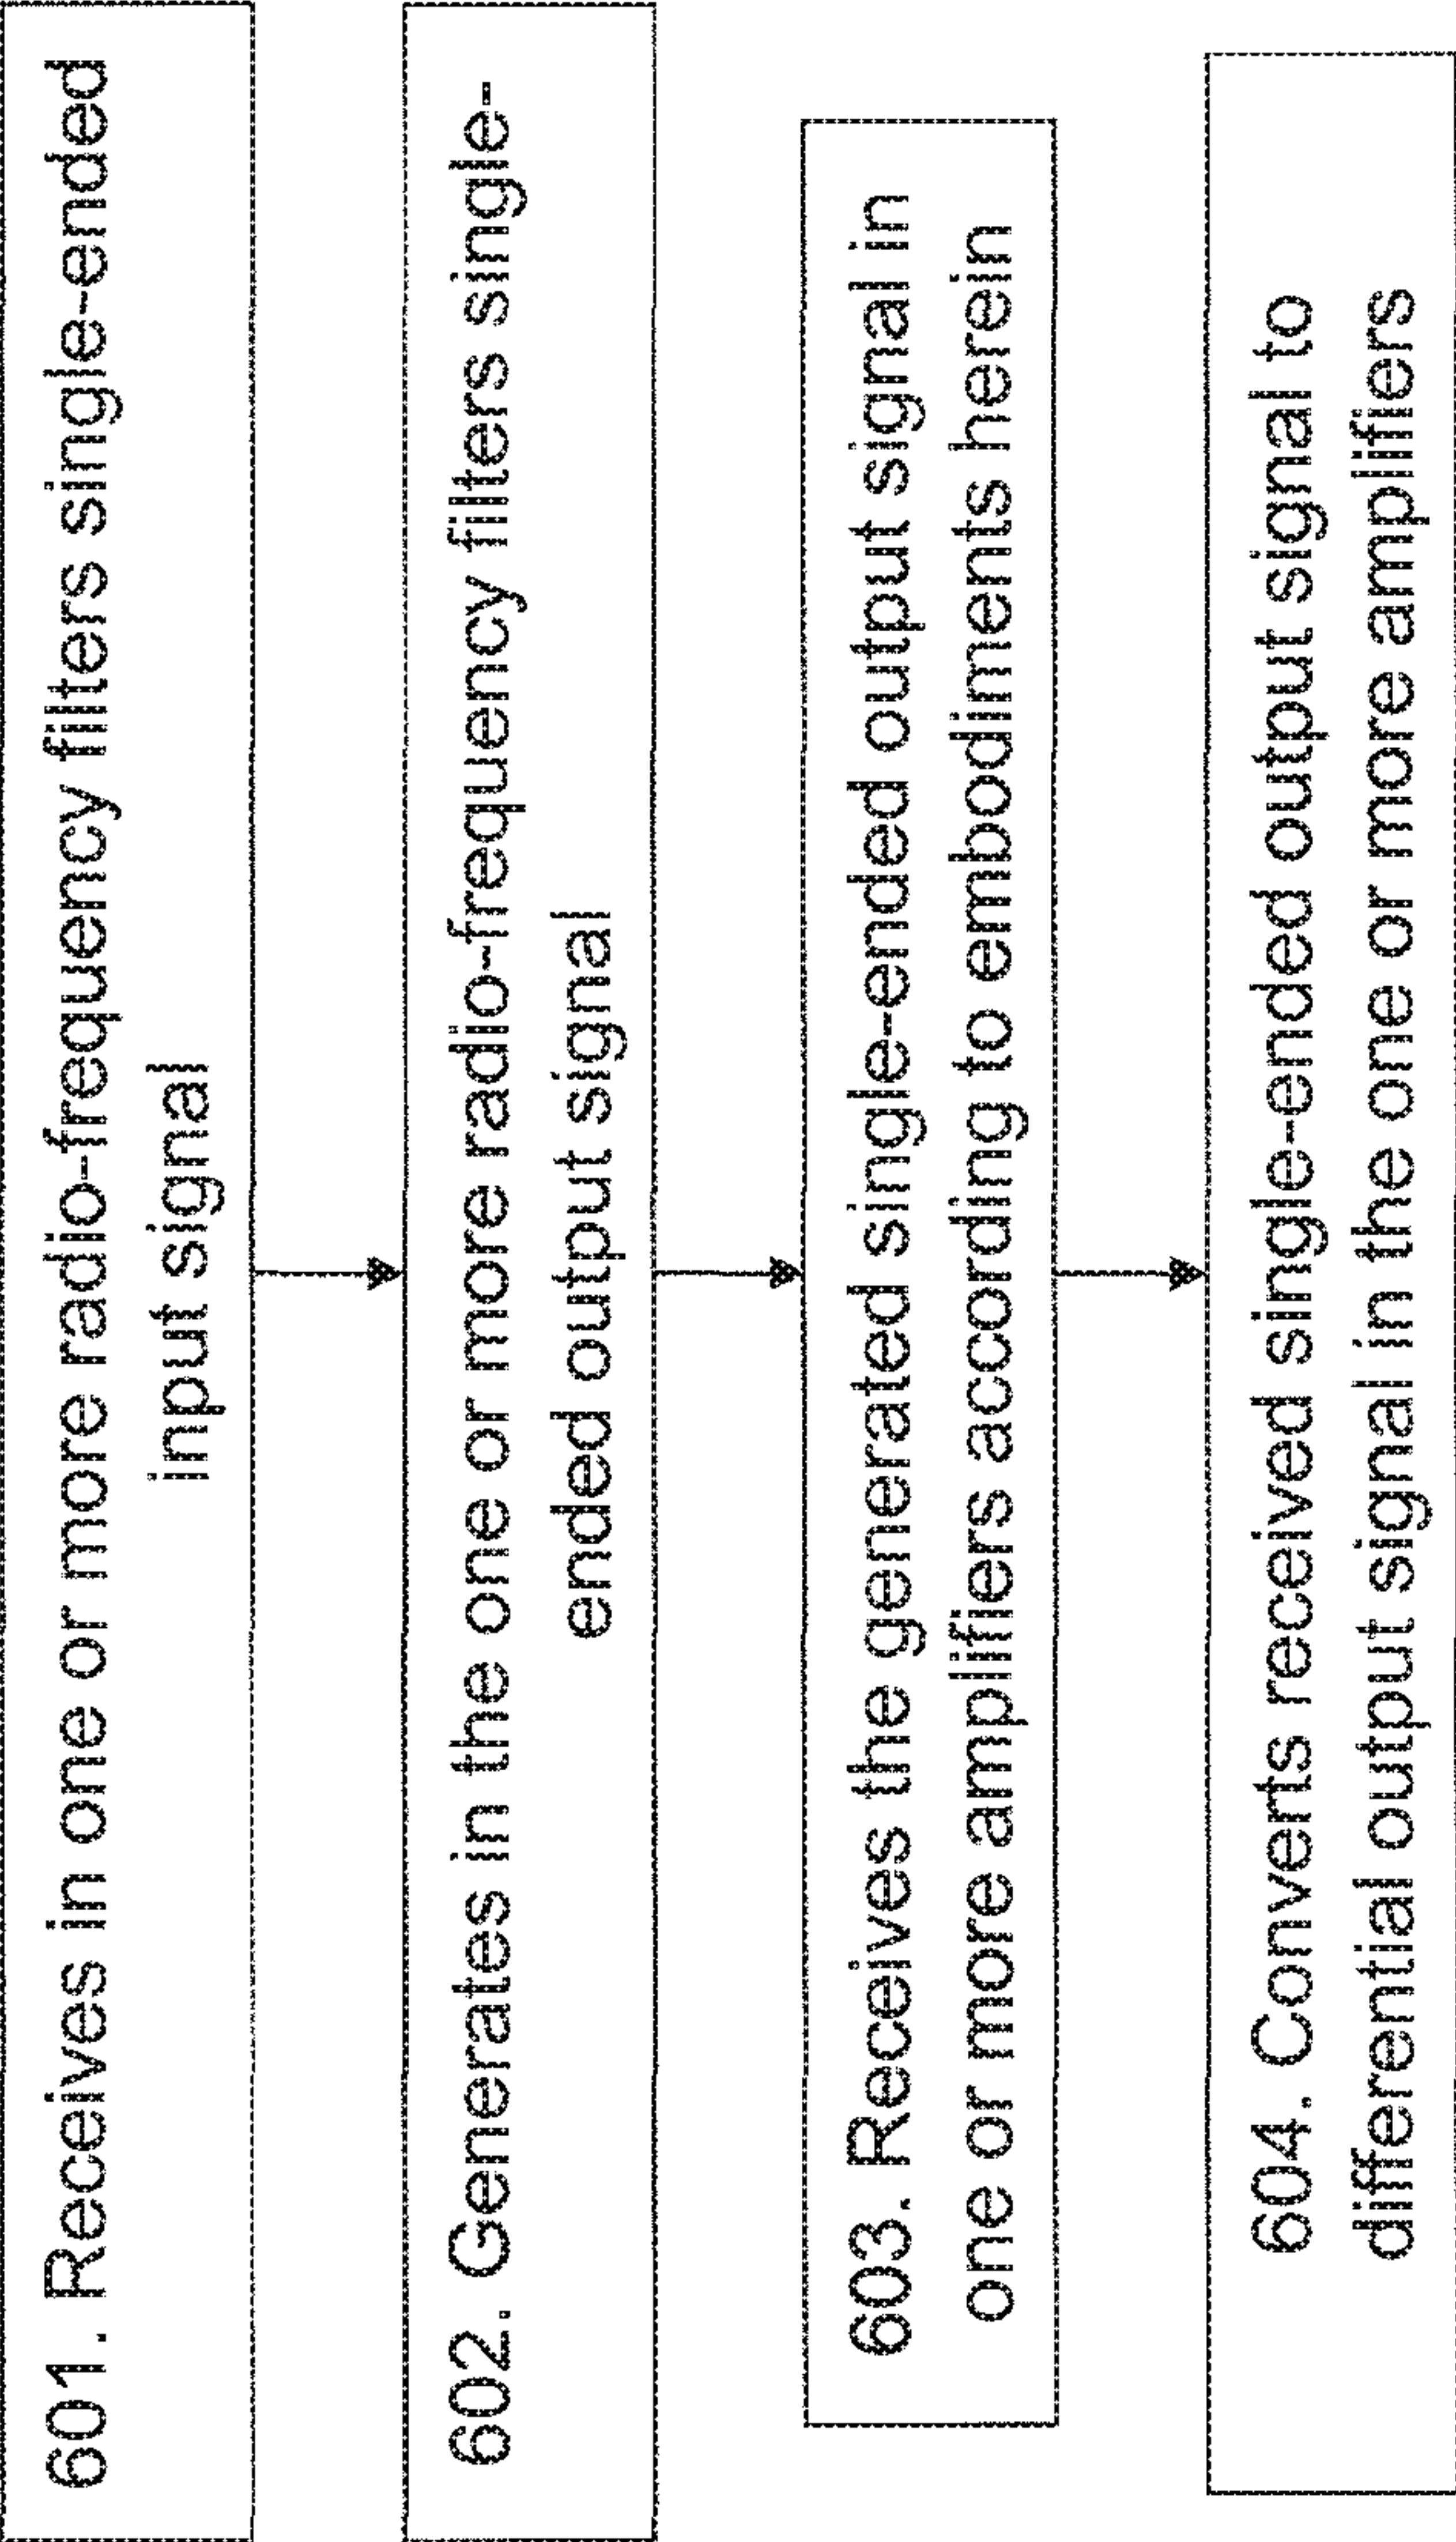 601. Receives in one or more radio-frequency filters single-ended
input signal
602. Generates in the one or more radio-frequency filters single-
ended output signal
603. Receives the generated single-ended output signal in
one or more amplifiers according to embodiments herein
604. Converts received single-ended output signal to
differential output signal in the one or more amplifiers